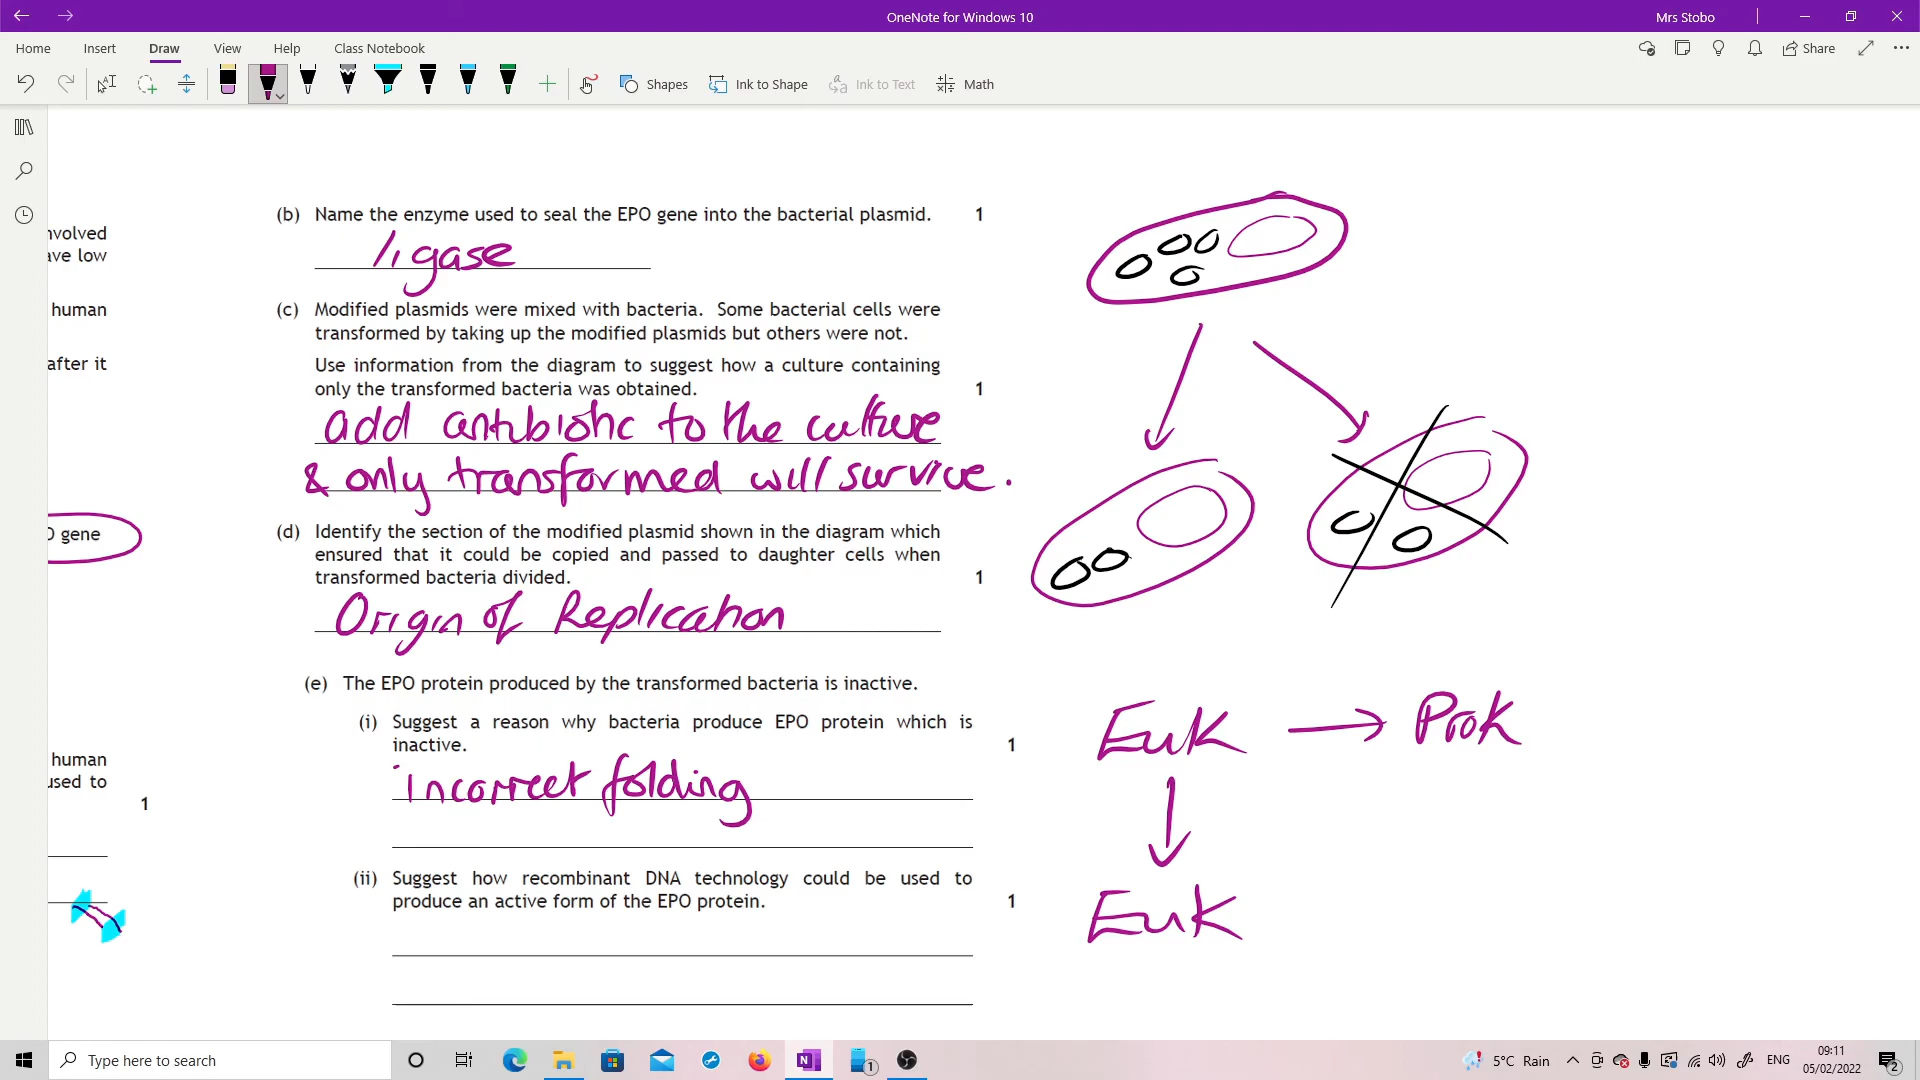 OneNote for Windows 10
Mrs Stobo
Home Insert Draw View Help Class Notebook
Share
Shapes Ink to Shape Ink to Text Math
nvolved
ave low
human
after it
O gene
human
used to
1
(b) Name the enzyme used to seal the EPO gene into the bacterial plasmid. 1
ligase
(c) Modified plasmids were mixed with bacteria. Some bacterial cells were
transformed by taking up the modified plasmids but others were not.
Use information from the diagram to suggest how a culture containing
only the transformed bacteria was obtained. 1
add antibiotic to the culture
& only transformed will survive.
(d) Identify the section of the modified plasmid shown in the diagram which
ensured that it could be copied and passed to daughter cells when
transformed bacteria divided. 1
Origin of Replication
(e) The EPO protein produced by the transformed bacteria is inactive.
(i) Suggest a reason why bacteria produce EPO protein which is
inactive. 1
incorrect folding
(ii) Suggest how recombinant DNA technology could be used to
produce an active form of the EPO protein. 1
Euk → Prok
Euk
Type here to search
5°C Rain
ENG
09:11
05/02/2022